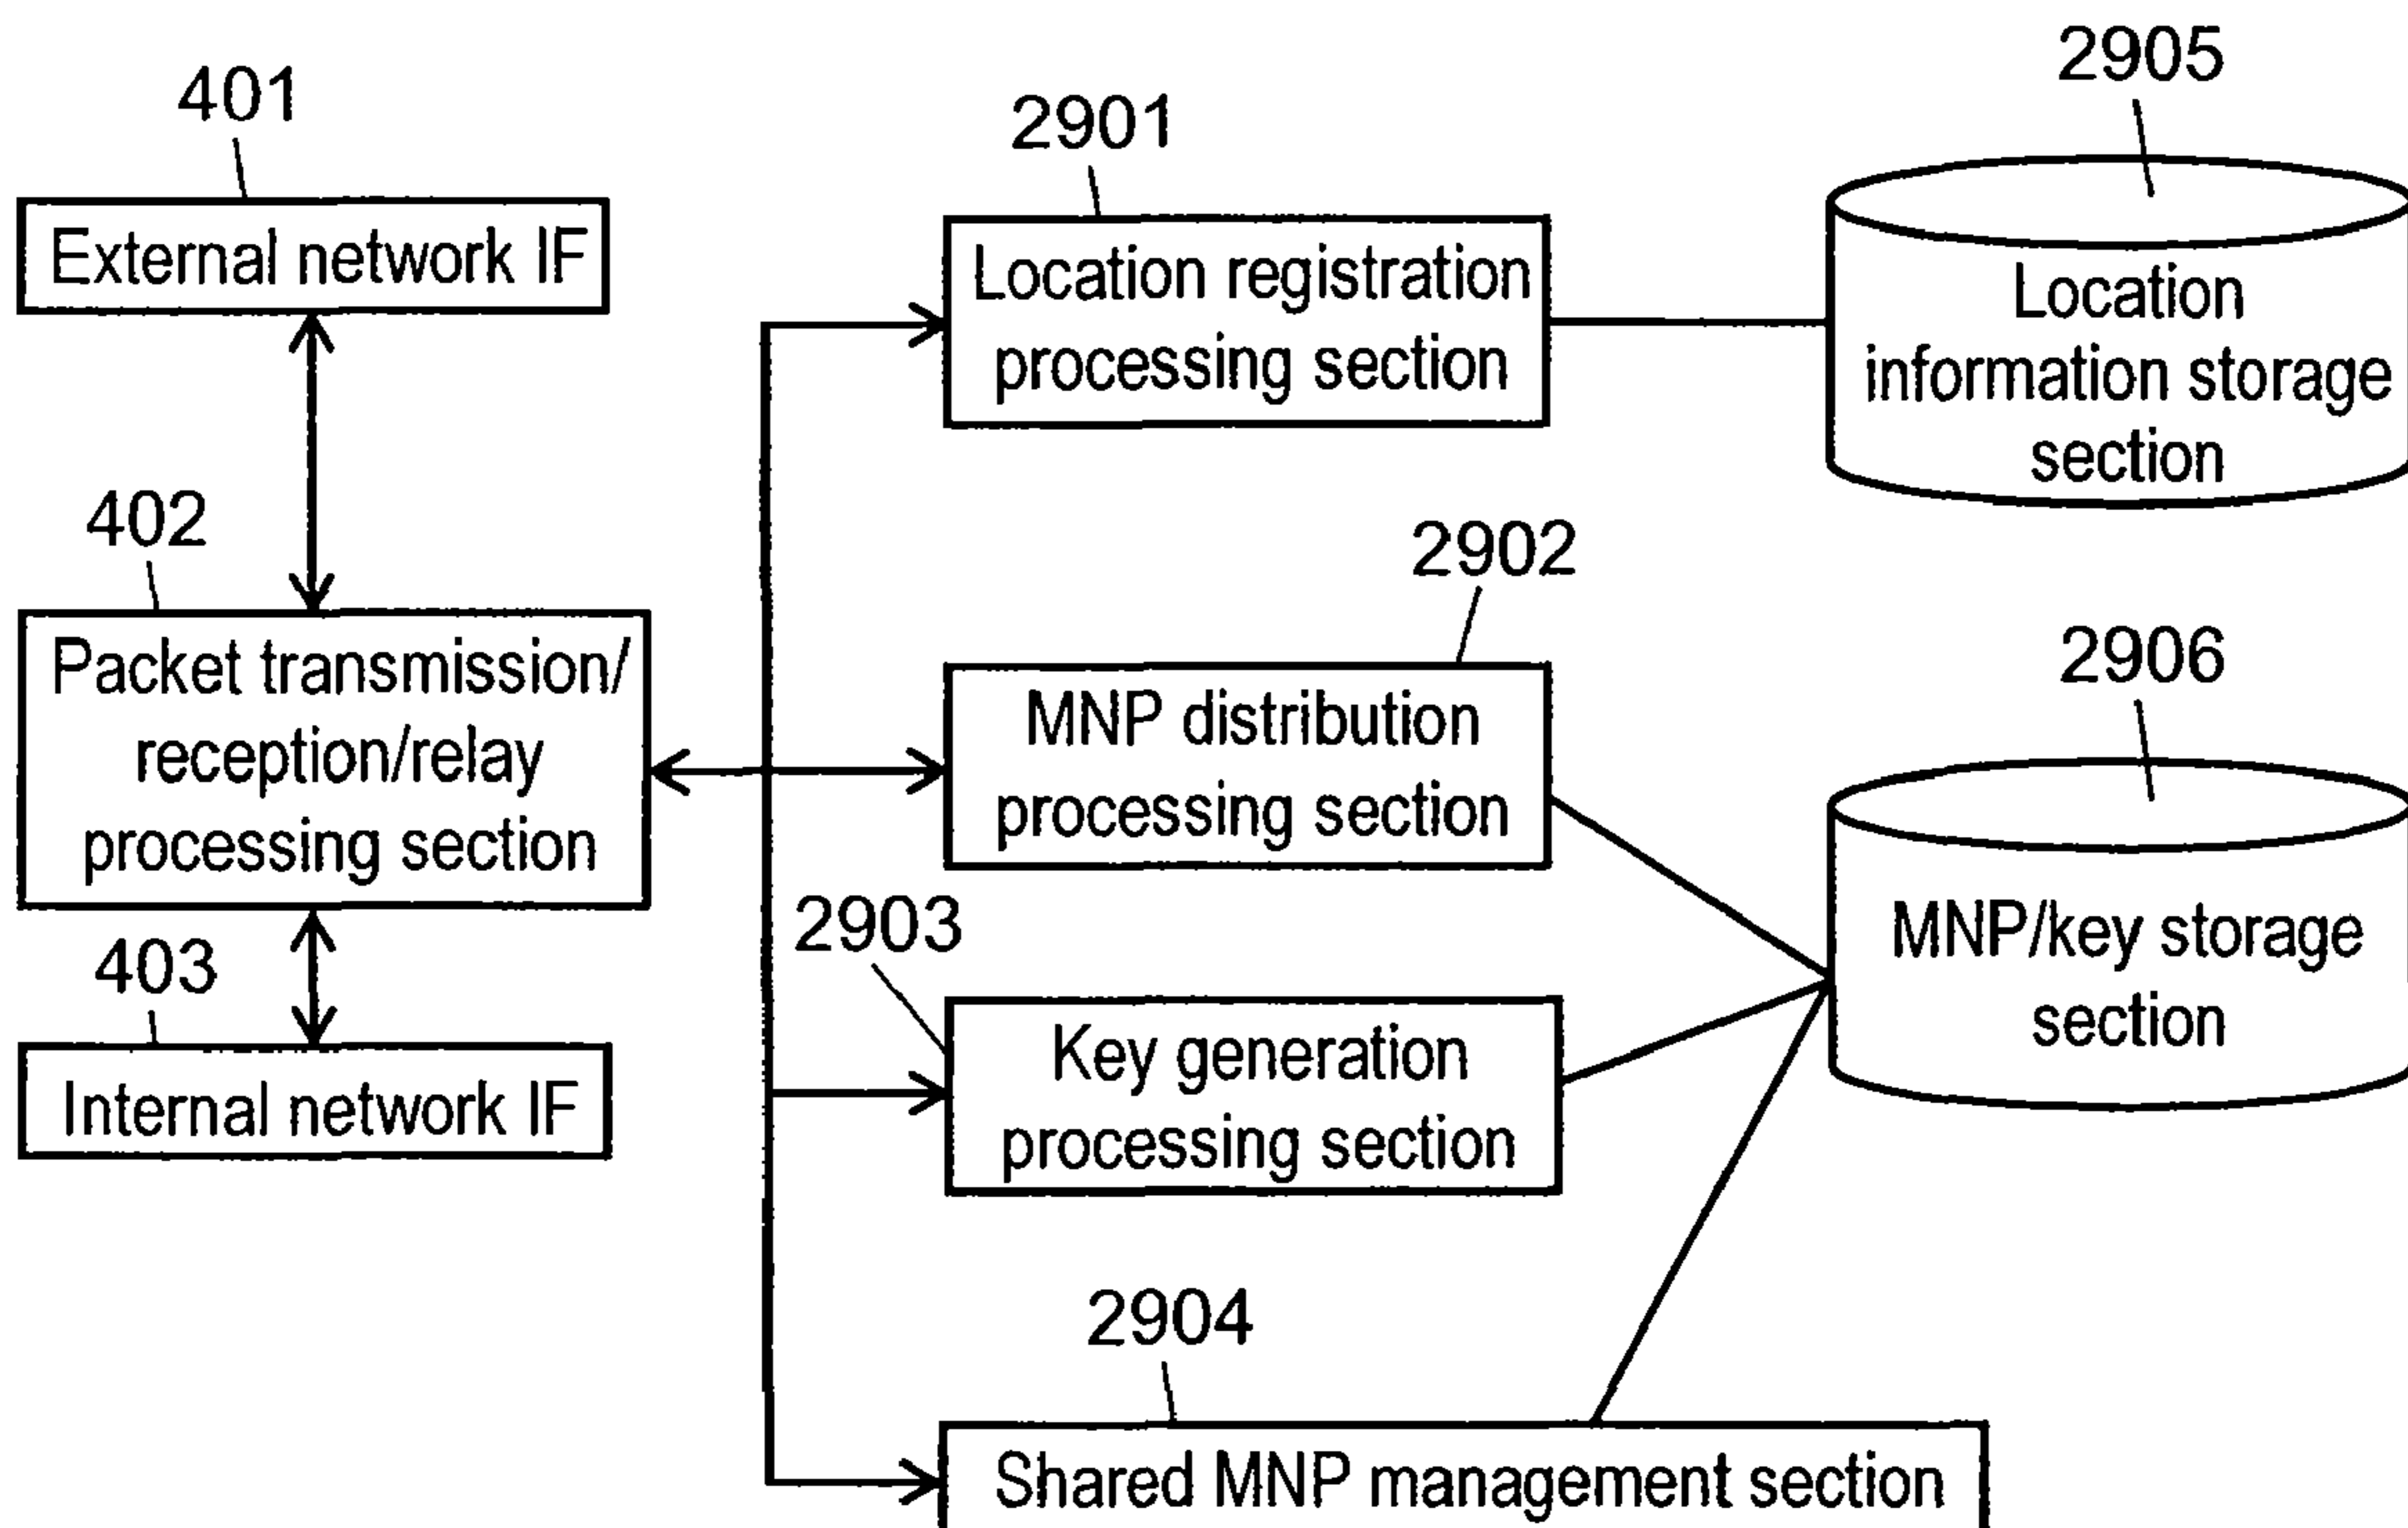 401
External network IF
402
Packet transmission/
reception/relay
processing section
403
Internal network IF
2901
Location registration
processing section
2902
MNP distribution
processing section
2903
Key generation
processing section
2904
Shared MNP management section
2905
Location
information storage
section
2906
MNP/key storage
section